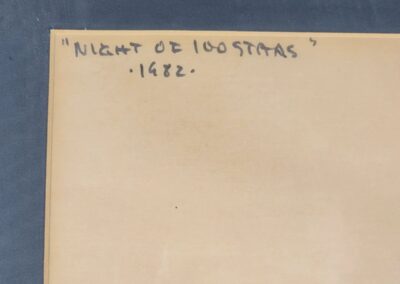 "NIGHT OF 100 STARS"
·1982·